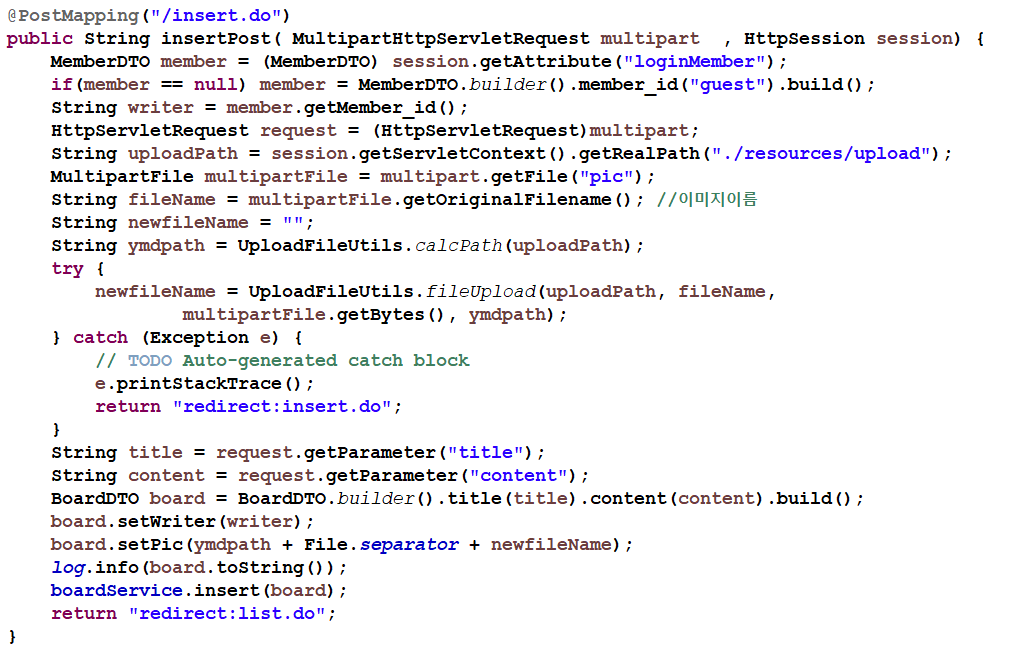 @PostMapping("/insert.do")
public String insertPost( MultipartHttpServletRequest multipart  , HttpSession session) {
    MemberDTO member = (MemberDTO) session.getAttribute("loginMember");
    if(member == null) member = MemberDTO.builder().member_id("guest").build();
    String writer = member.getMember_id();
    HttpServletRequest request = (HttpServletRequest)multipart;
    String uploadPath = session.getServletContext().getRealPath("./resources/upload");
    MultipartFile multipartFile = multipart.getFile("pic");
    String fileName = multipartFile.getOriginalFilename(); //이미지이름
    String newfileName = "";
    String ymdpath = UploadFileUtils.calcPath(uploadPath);
    try {
        newfileName = UploadFileUtils.fileUpload(uploadPath, fileName,
                multipartFile.getBytes(), ymdpath);
    } catch (Exception e) {
        // TODO Auto-generated catch block
        e.printStackTrace();
        return "redirect:insert.do";
    }
    String title = request.getParameter("title");
    String content = request.getParameter("content");
    BoardDTO board = BoardDTO.builder().title(title).content(content).build();
    board.setWriter(writer);
    board.setPic(ymdpath + File.separator + newfileName);
    log.info(board.toString());
    boardService.insert(board);
    return "redirect:list.do";
}